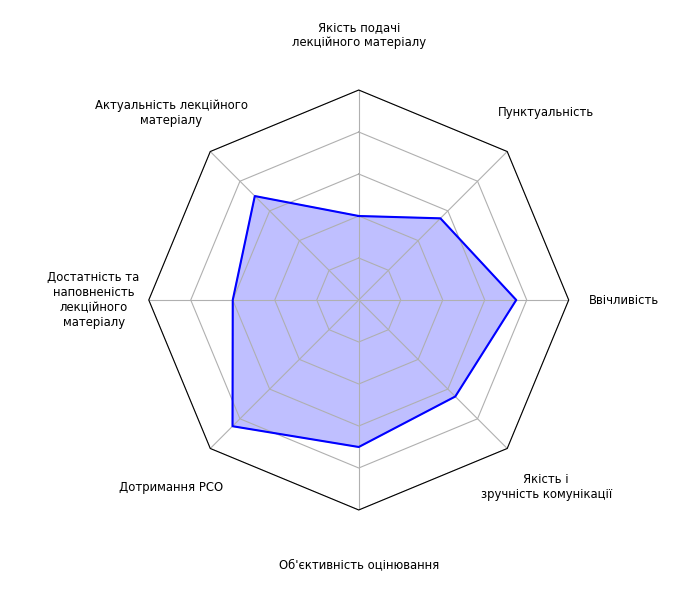 Якість подачі
лекційного матеріалу
Актуальність лекційного
матеріалу
Пунктуальність
Достатність та
наповненість
лекційного
матеріалу
Ввічливість
Дотримання РСО
Якість і
зручність комунікації
Об'єктивність оцінювання